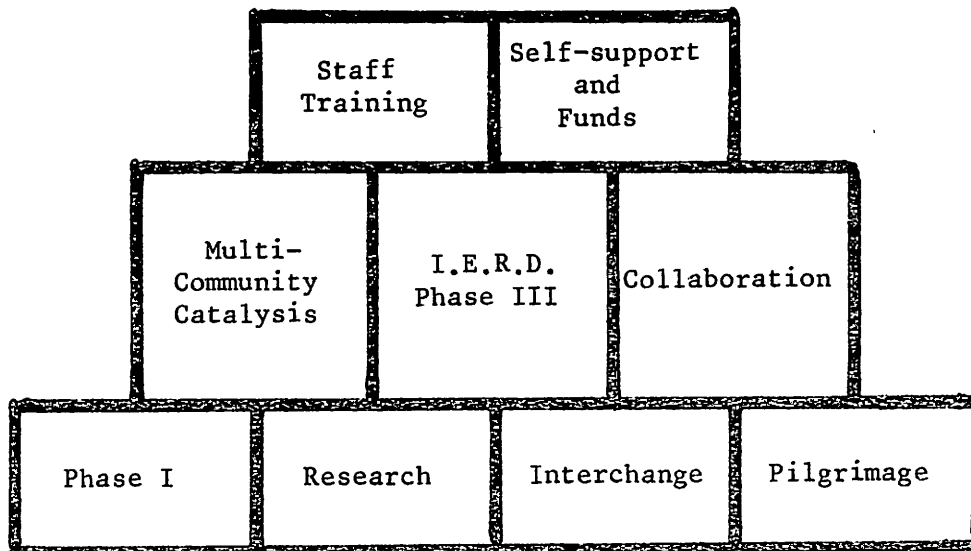 Staff
Training
Self-support
and
Funds
Multi-
Community
Catalysis
I.E.R.D.
Phase III
Collaboration
Phase I
Research
Interchange
Pilgrimage